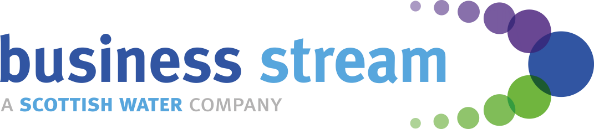 business stream
A SCOTTISH WATER COMPANY